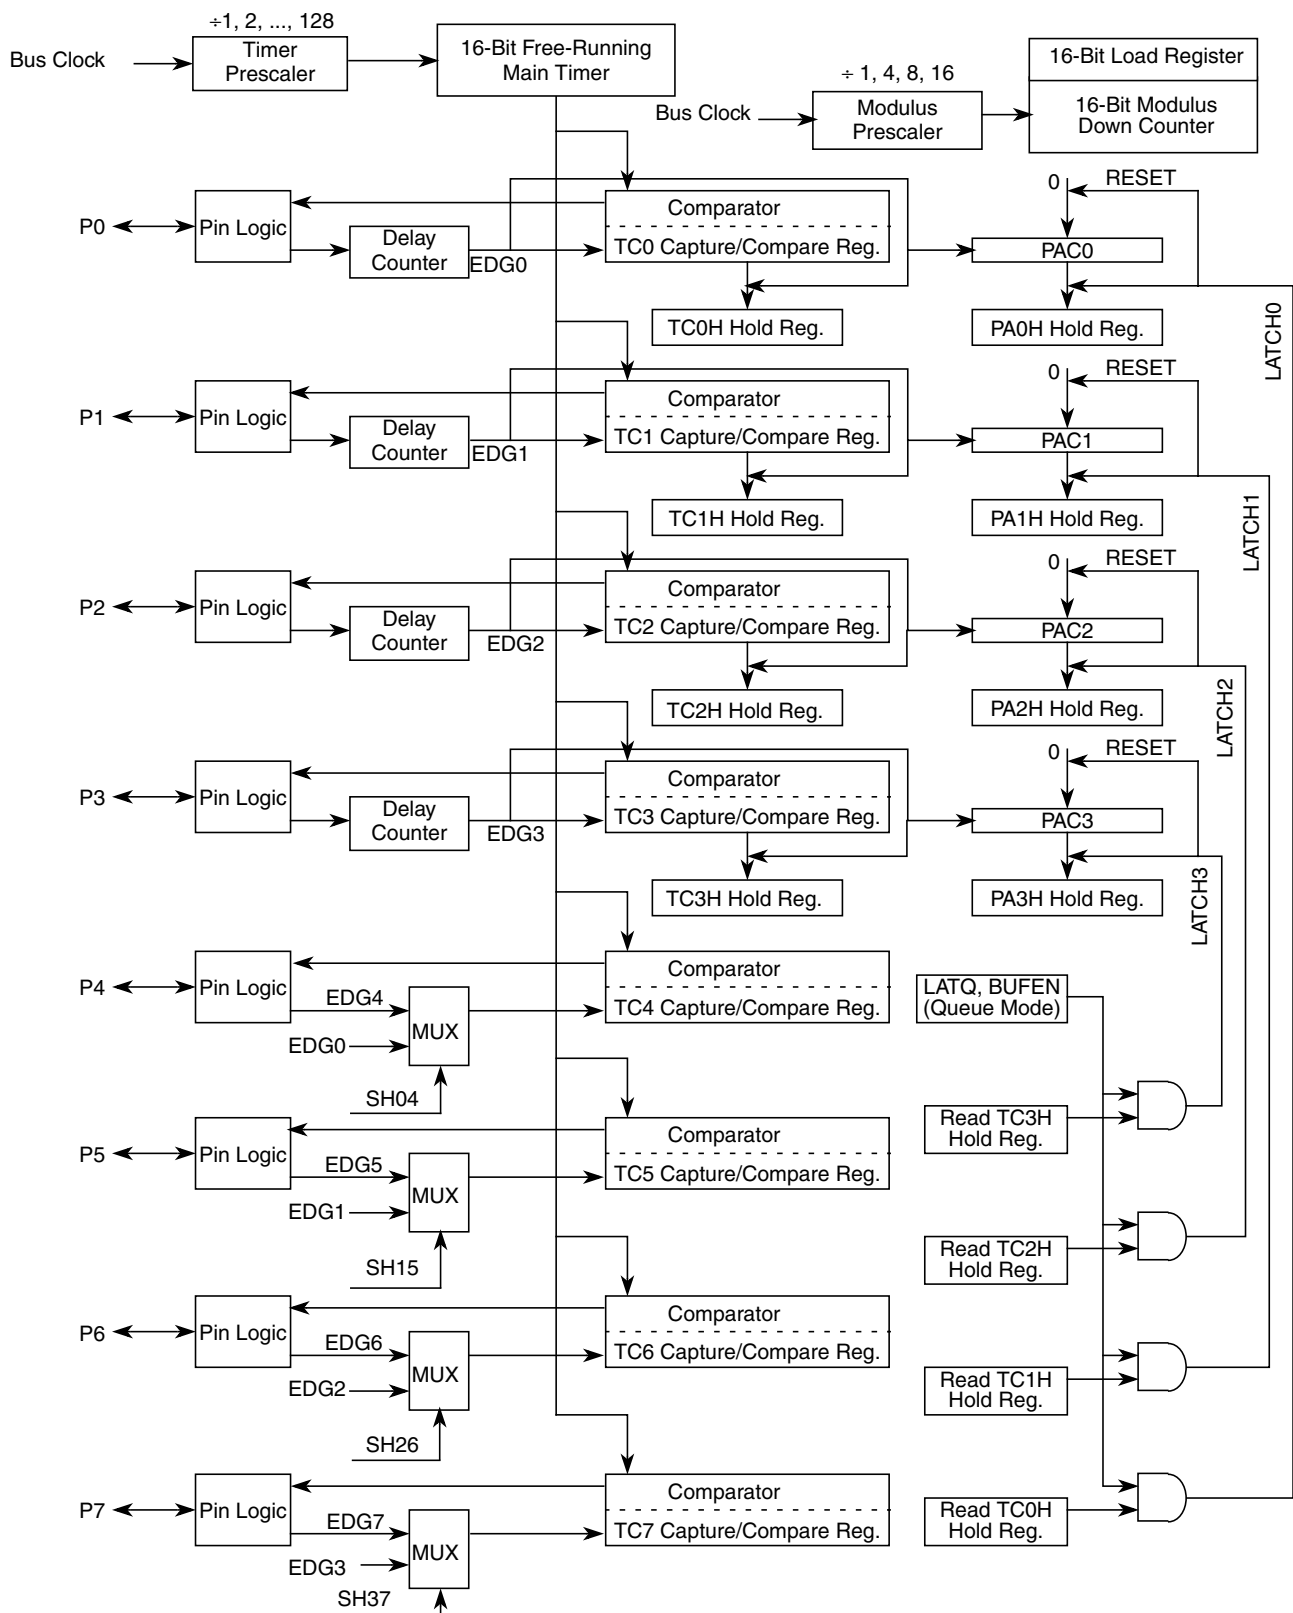 ÷1, 2, ..., 128
Bus Clock
Timer
Prescaler
16-Bit Free-Running
Main Timer
÷ 1, 4, 8, 16
Bus Clock
Modulus
Prescaler
16-Bit Load Register
16-Bit Modulus
Down Counter
P0
Pin Logic
Delay
Counter
EDG0
Comparator
TC0 Capture/Compare Reg.
TC0H Hold Reg.
0
RESET
PAC0
PA0H Hold Reg.
LATCH0
P1
Pin Logic
Delay
Counter
EDG1
Comparator
TC1 Capture/Compare Reg.
TC1H Hold Reg.
0
RESET
PAC1
PA1H Hold Reg.
LATCH1
P2
Pin Logic
Delay
Counter
EDG2
Comparator
TC2 Capture/Compare Reg.
TC2H Hold Reg.
0
RESET
PAC2
PA2H Hold Reg.
LATCH2
P3
Pin Logic
Delay
Counter
EDG3
Comparator
TC3 Capture/Compare Reg.
TC3H Hold Reg.
0
RESET
PAC3
PA3H Hold Reg.
LATCH3
P4
Pin Logic
EDG4
EDG0
MUX
SH04
Comparator
TC4 Capture/Compare Reg.
LATQ, BUFEN
(Queue Mode)
P5
Pin Logic
EDG5
EDG1
MUX
SH15
Comparator
TC5 Capture/Compare Reg.
Read TC3H
Hold Reg.
Read TC2H
Hold Reg.
P6
Pin Logic
EDG6
EDG2
MUX
SH26
Comparator
TC6 Capture/Compare Reg.
Read TC1H
Hold Reg.
P7
Pin Logic
EDG7
EDG3
MUX
SH37
Comparator
TC7 Capture/Compare Reg.
Read TC0H
Hold Reg.